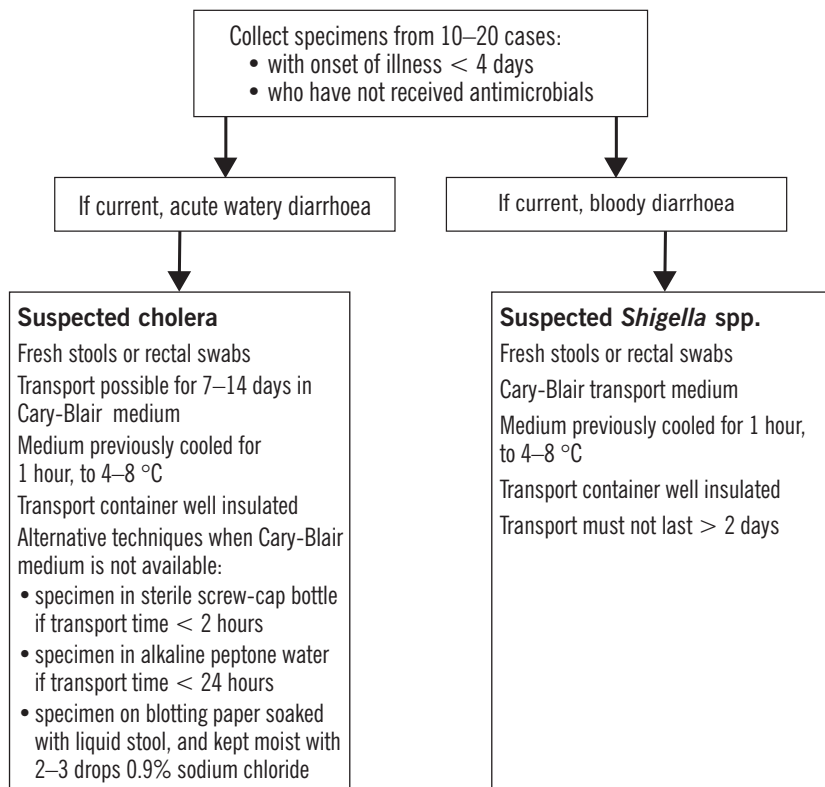 Collect specimens from 10–20 cases:
• with onset of illness < 4 days
• who have not received antimicrobials
If current, acute watery diarrhoea
If current, bloody diarrhoea
Suspected cholera
Fresh stools or rectal swabs
Transport possible for 7–14 days in
Cary-Blair medium
Medium previously cooled for
1 hour, to 4–8 °C
Transport container well insulated
Alternative techniques when Cary-Blair
medium is not available:
• specimen in sterile screw-cap bottle
if transport time < 2 hours
• specimen in alkaline peptone water
if transport time < 24 hours
• specimen on blotting paper soaked
with liquid stool, and kept moist with
2–3 drops 0.9% sodium chloride
Suspected Shigella spp.
Fresh stools or rectal swabs
Cary-Blair transport medium
Medium previously cooled for 1 hour,
to 4–8 °C
Transport container well insulated
Transport must not last > 2 days